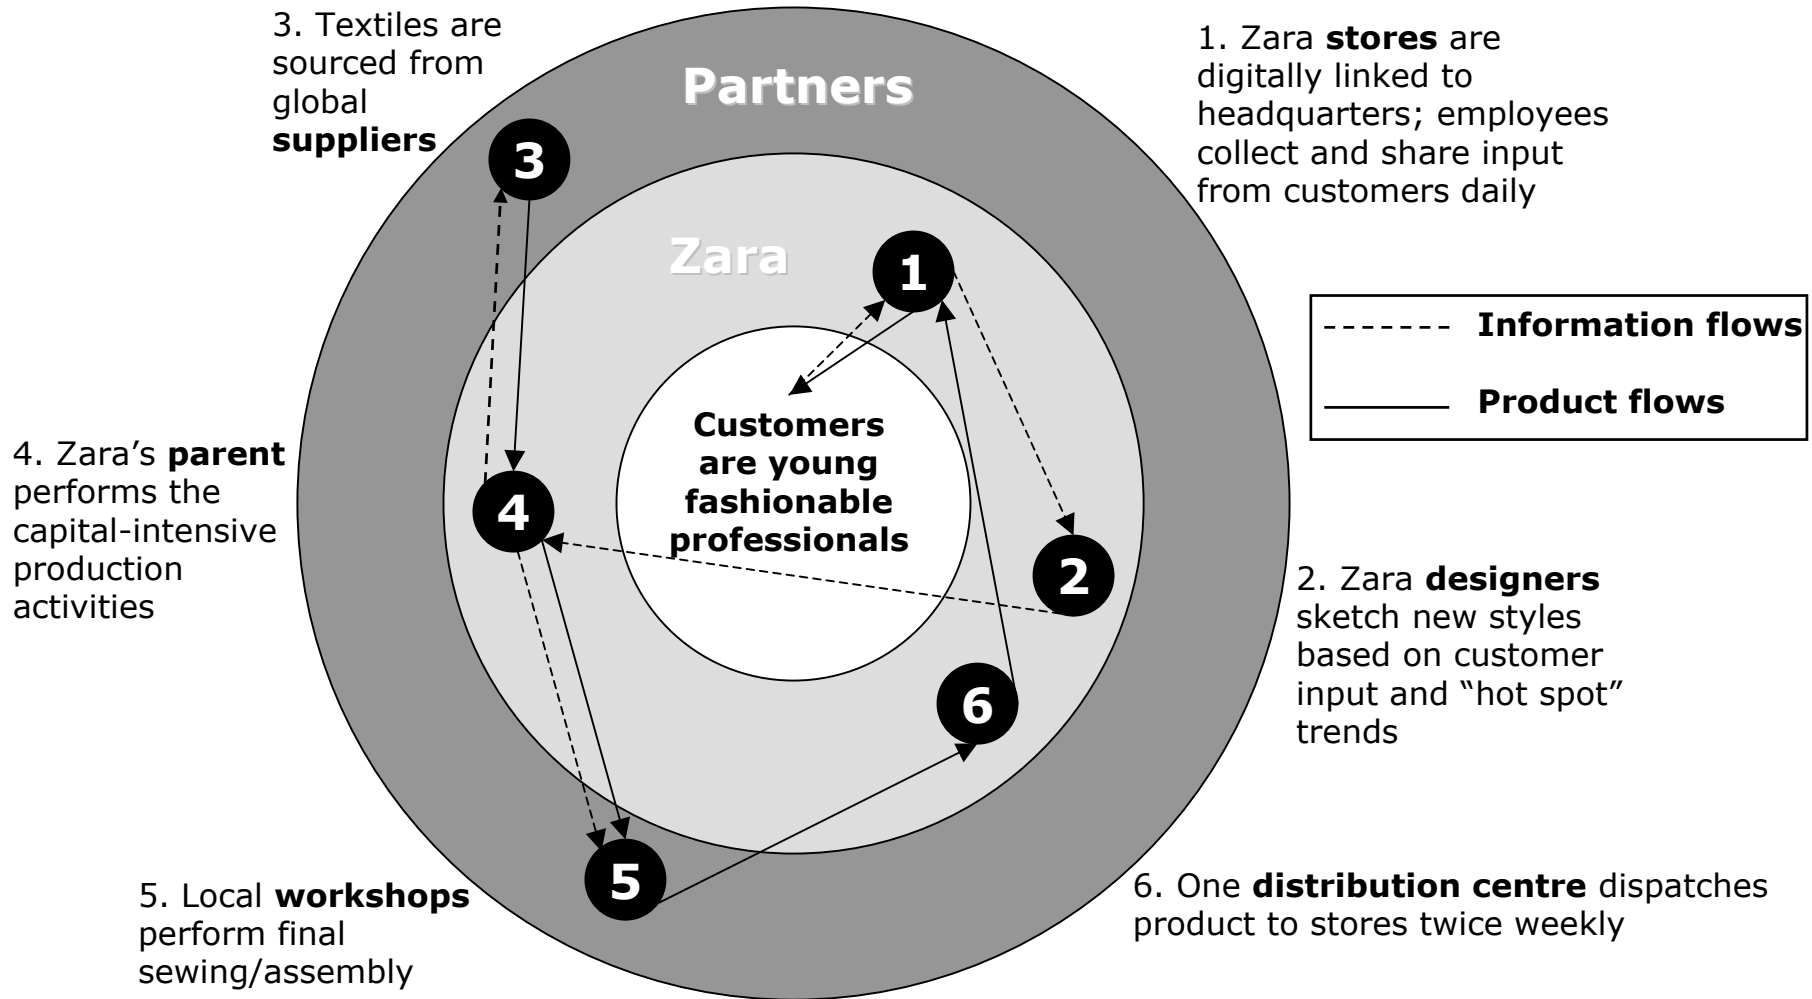 3. Textiles are
sourced from
global
suppliers
Partners
1. Zara stores are
digitally linked to
headquarters; employees
collect and share input
from customers daily
3
Zara
1
Information flows
Product flows
Customers
are young
fashionable
professionals
4. Zara’s parent
performs the
capital-intensive
production
activities
4
2
2. Zara designers
sketch new styles
based on customer
input and “hot spot”
trends
6
5
5. Local workshops
perform final
sewing/assembly
6. One distribution centre dispatches
product to stores twice weekly